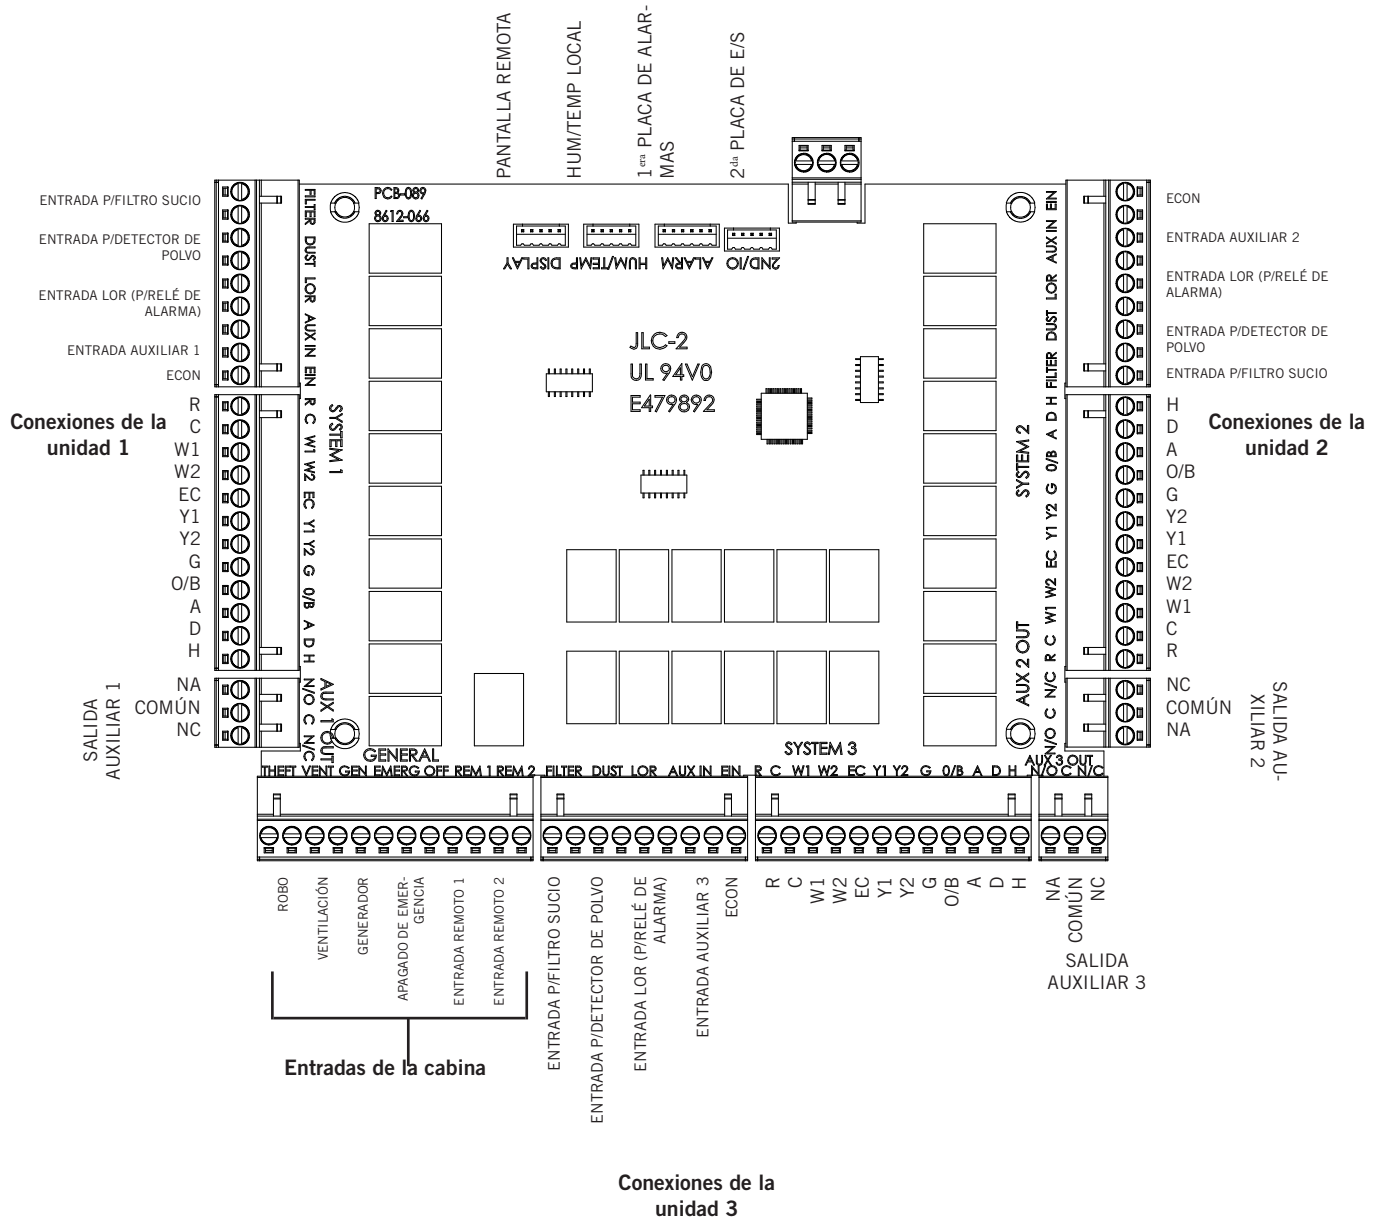 PANTALLA REMOTA
HUM/TEMP LOCAL
1era PLACA DE ALAR-
MAS
2da PLACA DE E/S
ENTRADA P/FILTRO SUCIO
ENTRADA P/DETECTOR DE
POLVO
ENTRADA LOR (P/RELÉ DE
ALARMA)
ENTRADA AUXILIAR 1
ECON
Conexiones de la
unidad 1
R
C
W1
W2
EC
Y1
Y2
G
O/B
A
D
H
SALIDA
AUXILIAR 1
NA
COMÚN
NC
FILTER
DUST
LOR
AUX IN
EIN
R
C
W1
W2
EC
Y1
Y2
G
0/B
A
D
H
N/O
C
N/C
SYSTEM 1
AUX 1 OUT
PCB-089
8612-066
DISPLAY
HUM/TEMP
ALARM
2ND/IO
JLC-2
UL 94V0
E479892
SYSTEM 2
AUX 2 OUT
EIN
AUX IN
LOR
DUST
FILTER
H
D
A
0/B
G
Y2
Y1
EC
W2
W1
C
R
N/C
C
N/O
ECON
ENTRADA AUXILIAR 2
ENTRADA LOR (P/RELÉ DE
ALARMA)
ENTRADA P/DETECTOR DE
POLVO
ENTRADA P/FILTRO SUCIO
Conexiones de la
unidad 2
H
D
A
O/B
G
Y2
Y1
EC
W2
W1
C
R
NC
COMÚN
NA
SALIDA AU-
XILIAR 2
GENERAL
SYSTEM 3
AUX 3 OUT
THEFT VENT GEN EMERG OFF REM 1 REM 2 FILTER DUST LOR AUX IN EIN R C W1 W2 EC Y1 Y2 G 0/B A D H N/O C N/C
ROBO
VENTILACIÓN
GENERADOR
APAGADO DE EMER-
GENCIA
ENTRADA REMOTO 1
ENTRADA REMOTO 2
Entradas de la cabina
ENTRADA P/FILTRO SUCIO
ENTRADA P/DETECTOR DE POLVO
ENTRADA LOR (P/RELÉ DE
ALARMA)
ENTRADA AUXILIAR 3
ECON
R
C
W1
W2
EC
Y1
Y2
G
O/B
A
D
H
NA
COMÚN
NC
SALIDA
AUXILIAR 3
Conexiones de la
unidad 3